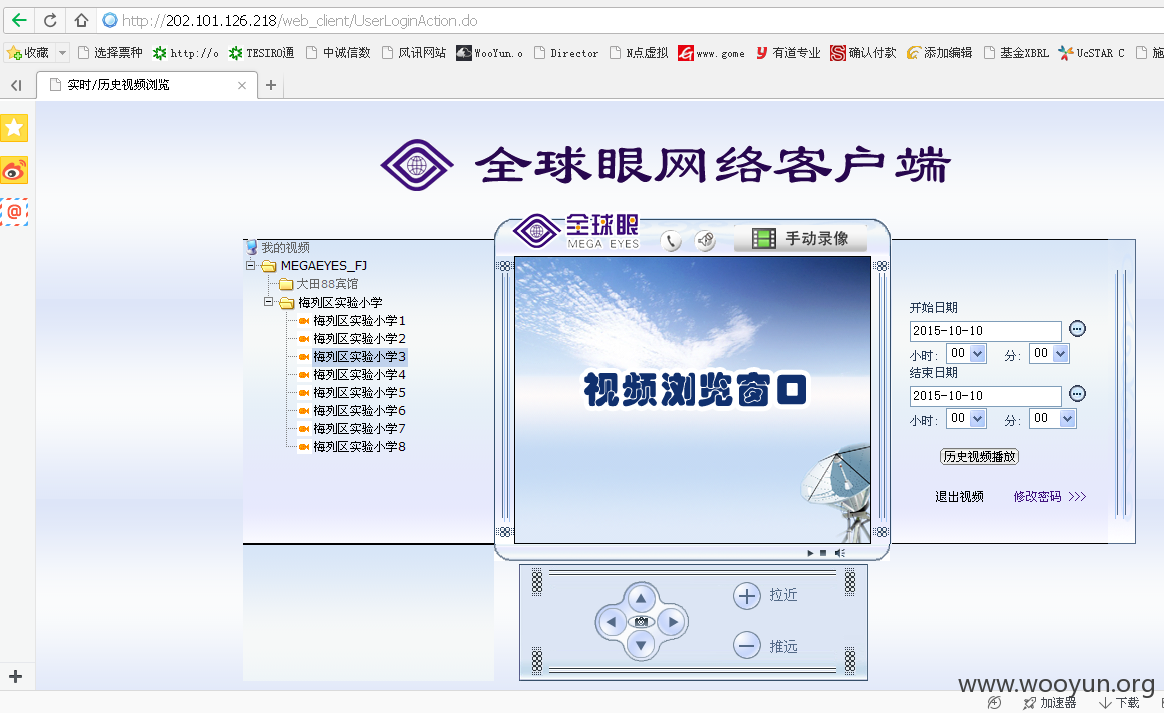 http://202.101.126.218/web_client/UserLoginAction.do
收藏 选择票种 http://o TESIRO通 中诚信数 风讯网站 WooYun.o Director N点虚拟 www.gome 有道专业 确认付款 添加编辑 基金XBRL UcSTAR C 施
实时/历史视频浏览
全球眼网络客户端
全球眼
MEGA EYES
手动录像
我的视频
MEGAEYES_FJ
大田88宾馆
梅列区实验小学
梅列区实验小学1
梅列区实验小学2
梅列区实验小学3
梅列区实验小学4
梅列区实验小学5
梅列区实验小学6
梅列区实验小学7
梅列区实验小学8
视频浏览窗口
开始日期
2015-10-10
小时: 00 分: 00
结束日期
2015-10-10
小时: 00 分: 00
历史视频播放
退出视频 修改密码 >>>
拉近
推远
www.wooyun.org
加速器 下载